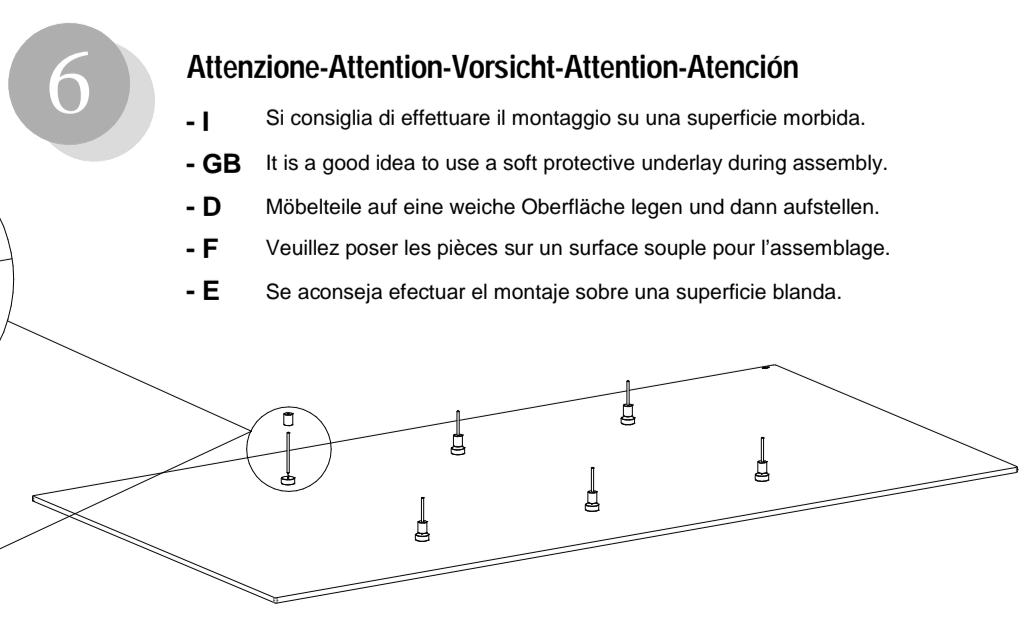 6
Attenzione-Attention-Vorsicht-Attention-Atención
- I Si consiglia di effettuare il montaggio su una superficie morbida.
- GB It is a good idea to use a soft protective underlay during assembly.
- D Möbelteile auf eine weiche Oberfläche legen und dann aufstellen.
- F Veuillez poser les pièces sur un surface souple pour l'assemblage.
- E Se aconseja efectuar el montaje sobre una superficie blanda.